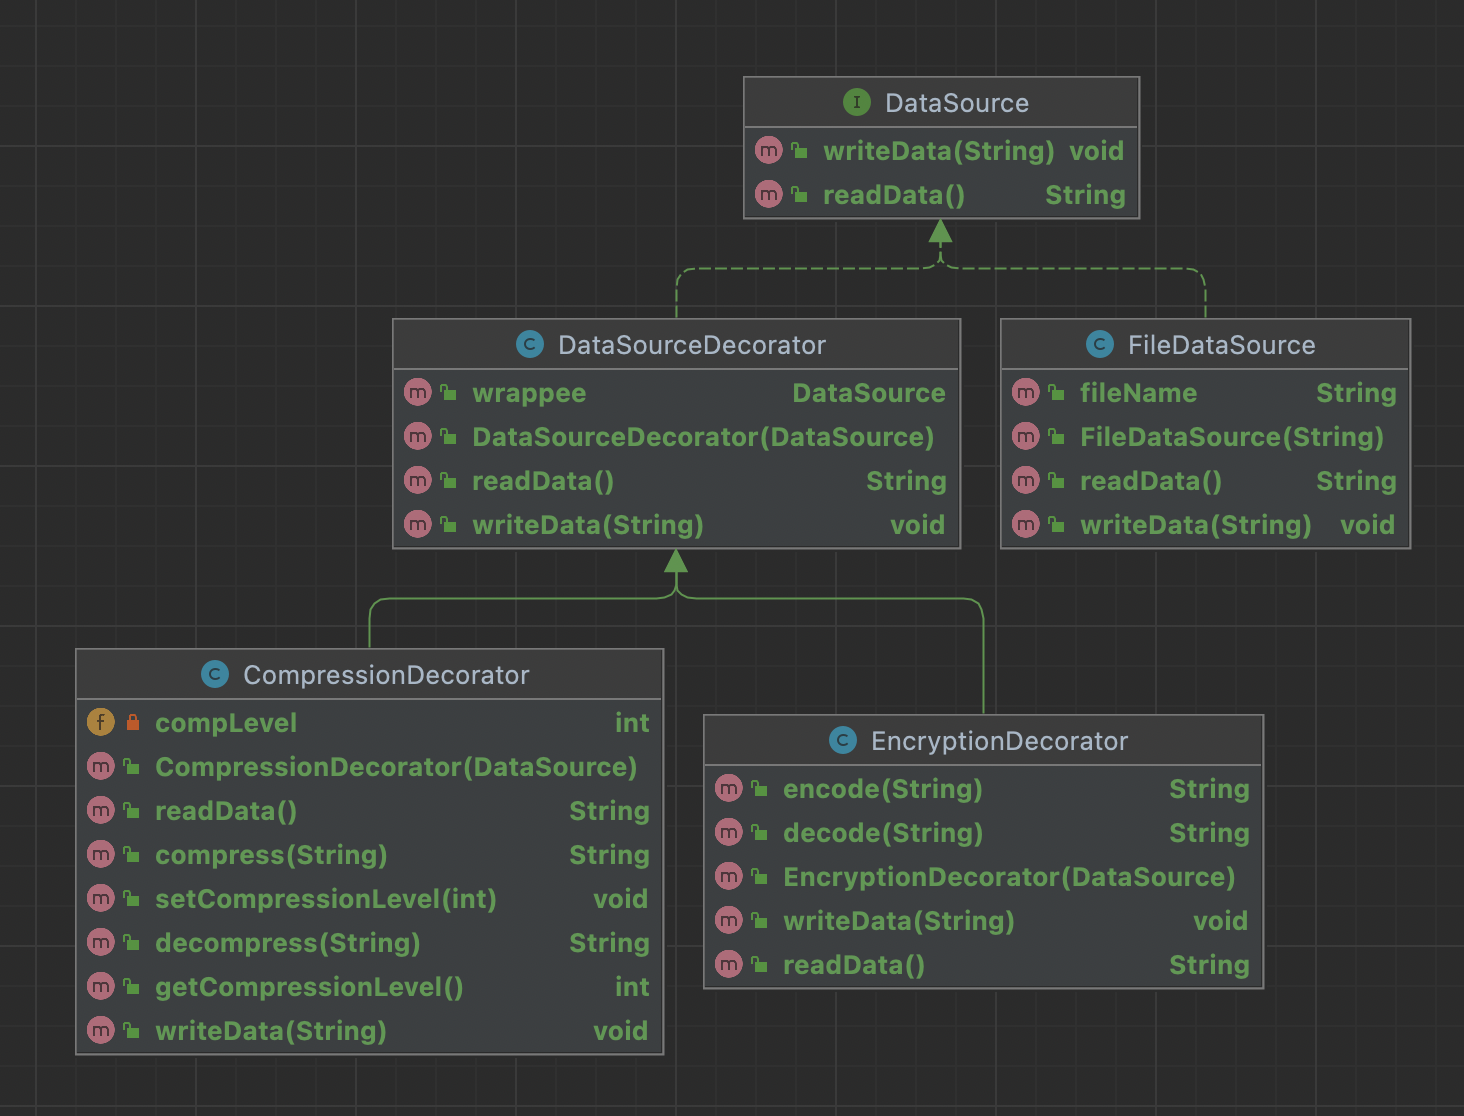 DataSource
writeData(String) void
readData() String
DataSourceDecorator
wrappee DataSource
DataSourceDecorator(DataSource)
readData() String
writeData(String) void
FileDataSource
fileName String
FileDataSource(String)
readData() String
writeData(String) void
CompressionDecorator
compLevel int
CompressionDecorator(DataSource)
readData() String
compress(String) String
setCompressionLevel(int) void
decompress(String) String
getCompressionLevel() int
writeData(String) void
EncryptionDecorator
encode(String) String
decode(String) String
EncryptionDecorator(DataSource)
writeData(String) void
readData() String